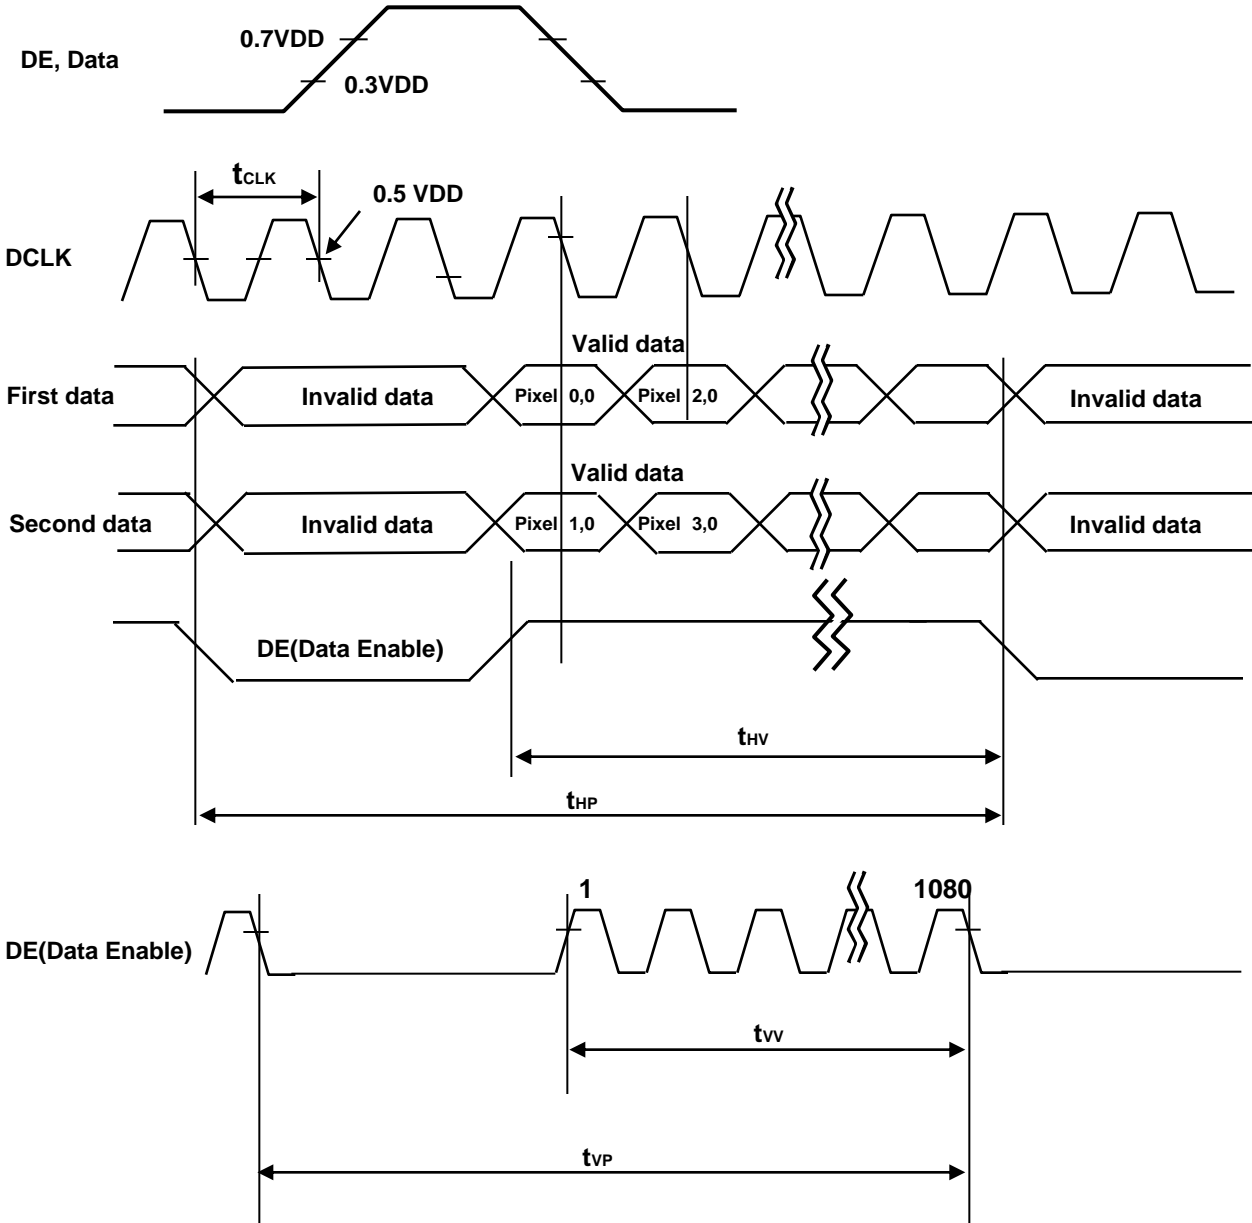 0.7VDD
DE, Data
0.3VDD
tCLK
0.5 VDD
DCLK
Valid data
First data
Invalid data
Pixel 0,0
Pixel 2,0
Invalid data
Valid data
Second data
Invalid data
Pixel 1,0
Pixel 3,0
Invalid data
DE(Data Enable)
tHV
tHP
1
1080
DE(Data Enable)
tVV
tVP